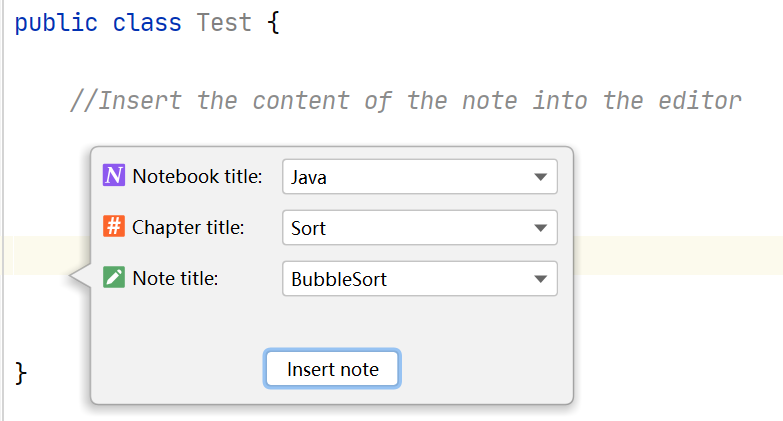 public class Test {
//Insert the content of the note into the editor
N Notebook title: Java
# Chapter title: Sort
Note title: BubbleSort
Insert note
}